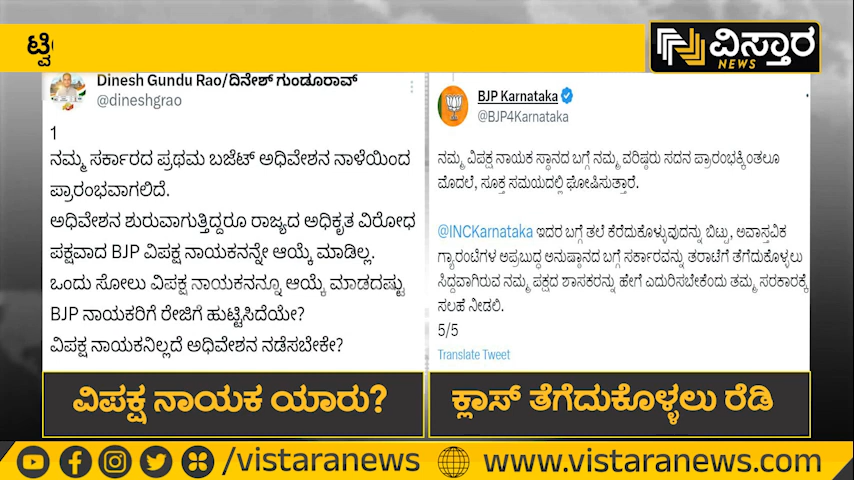 ಟ್ವಿ
ವಿಸ್ತಾರ
NEWS
Dinesh Gundu Rao/ದಿನೇಶ್ ಗುಂಡೂರಾವ್
@dineshgrao
1
ನಮ್ಮ ಸರ್ಕಾರದ ಪ್ರಥಮ ಬಜೆಟ್ ಅಧಿವೇಶನ ನಾಳೆಯಿಂದ
ಪ್ರಾರಂಭವಾಗಲಿದೆ.
ಅಧಿವೇಶನ ಶುರುವಾಗುತ್ತಿದ್ದರೂ ರಾಜ್ಯದ ಅಧಿಕೃತ ವಿರೋಧ
ಪಕ್ಷವಾದ BJP ವಿಪಕ್ಷ ನಾಯಕನನ್ನೇ ಆಯ್ಕೆ ಮಾಡಿಲ್ಲ.
ಒಂದು ಸೋಲು ವಿಪಕ್ಷ ನಾಯಕನನ್ನೂ ಆಯ್ಕೆ ಮಾಡದಷ್ಟು
BJP ನಾಯಕರಿಗೆ ರೇಜಿಗೆ ಹುಟ್ಟಿಸಿದೆಯೇ?
ವಿಪಕ್ಷ ನಾಯಕನಿಲ್ಲದೆ ಅಧಿವೇಶನ ನಡೆಸಬೇಕೇ?
ವಿಪಕ್ಷ ನಾಯಕ ಯಾರು?
BJP Karnataka
@BJP4Karnataka
ನಮ್ಮ ವಿಪಕ್ಷ ನಾಯಕ ಸ್ಥಾನದ ಬಗ್ಗೆ ನಮ್ಮ ವರಿಷ್ಠರು ಸದನ ಪ್ರಾರಂಭಕ್ಕಿಂತಲೂ
ಮೊದಲೆ, ಸೂಕ್ತ ಸಮಯದಲ್ಲಿ ಘೋಷಿಸುತ್ತಾರೆ.
@INCKarnataka ಇದರ ಬಗ್ಗೆ ತಲೆ ಕೆರೆದುಕೊಳ್ಳುವುದನ್ನು ಬಿಟ್ಟು, ಅವಾಸ್ತವಿಕ
ಗ್ಯಾರಂಟೆಗಳ ಅಪ್ರಬುದ್ಧ ಅನುಷ್ಠಾನದ ಬಗ್ಗೆ ಸರ್ಕಾರವನ್ನು ತರಾಟೆಗೆ ತೆಗೆದುಕೊಳ್ಳಲು
ಸಿದ್ದವಾಗಿರುವ ನಮ್ಮ ಪಕ್ಷದ ಶಾಸಕರನ್ನು ಹೇಗೆ ಎದುರಿಸಬೇಕೆಂದು ತಮ್ಮ ಸರಕಾರಕ್ಕೆ
ಸಲಹೆ ನೀಡಲಿ.
5/5
Translate Tweet
ಕ್ಲಾಸ್ ತೆಗೆದುಕೊಳ್ಳಲು ರೆಡಿ
/vistaranews
www.vistaranews.com